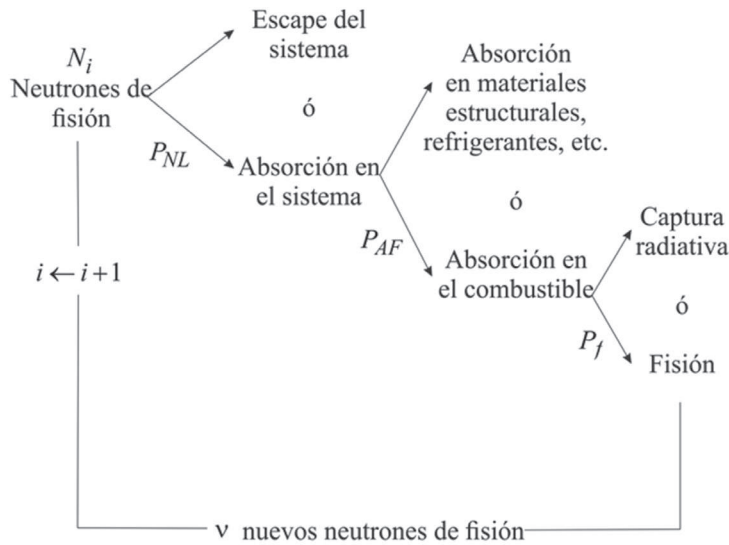 N_i
Neutrones de
fisión
Escape del
sistema
ó
P_NL
Absorción en
el sistema
Absorción
en materiales
estructurales,
refrigerantes, etc.
ó
P_AF
Absorción en
el combustible
Captura
radiativa
ó
P_f
Fisión
i ← i+1
ν nuevos neutrones de fisión